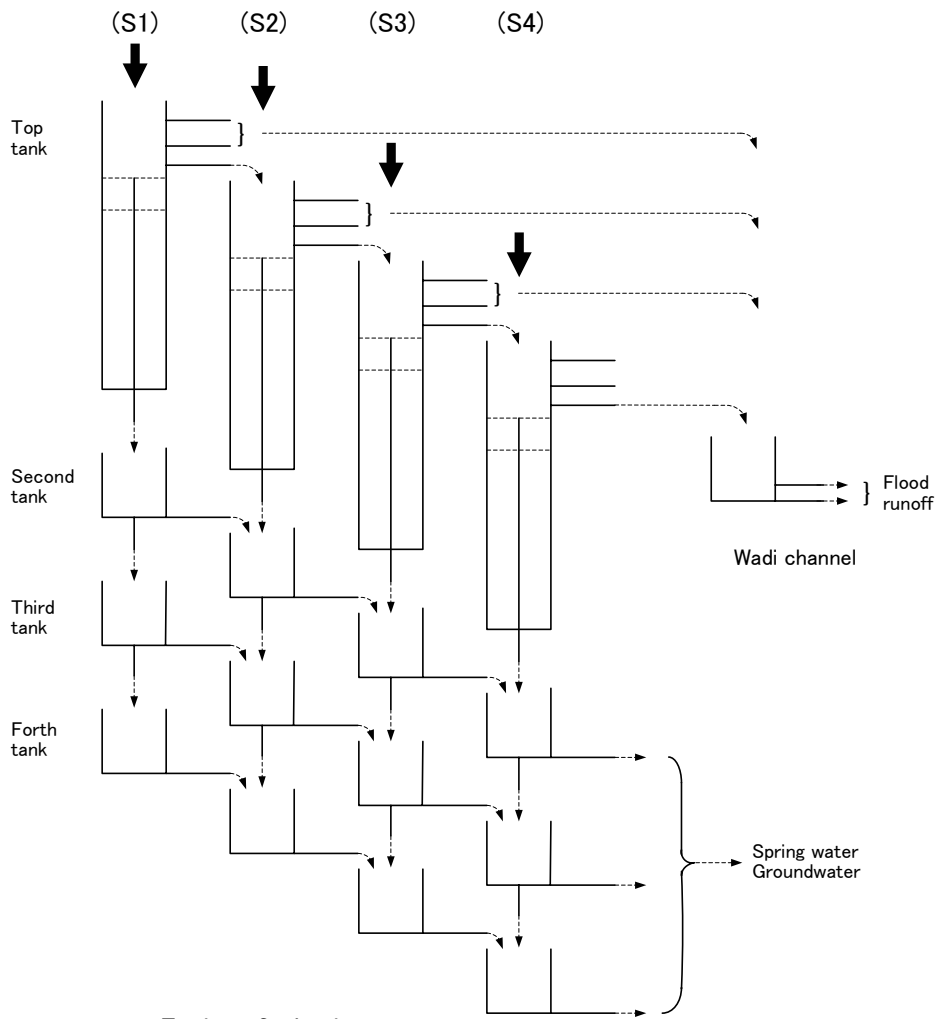 (S1)
(S2)
(S3)
(S4)
Top
tank
Second
tank
Flood
runoff
Wadi channel
Third
tank
Forth
tank
Spring water
Groundwater